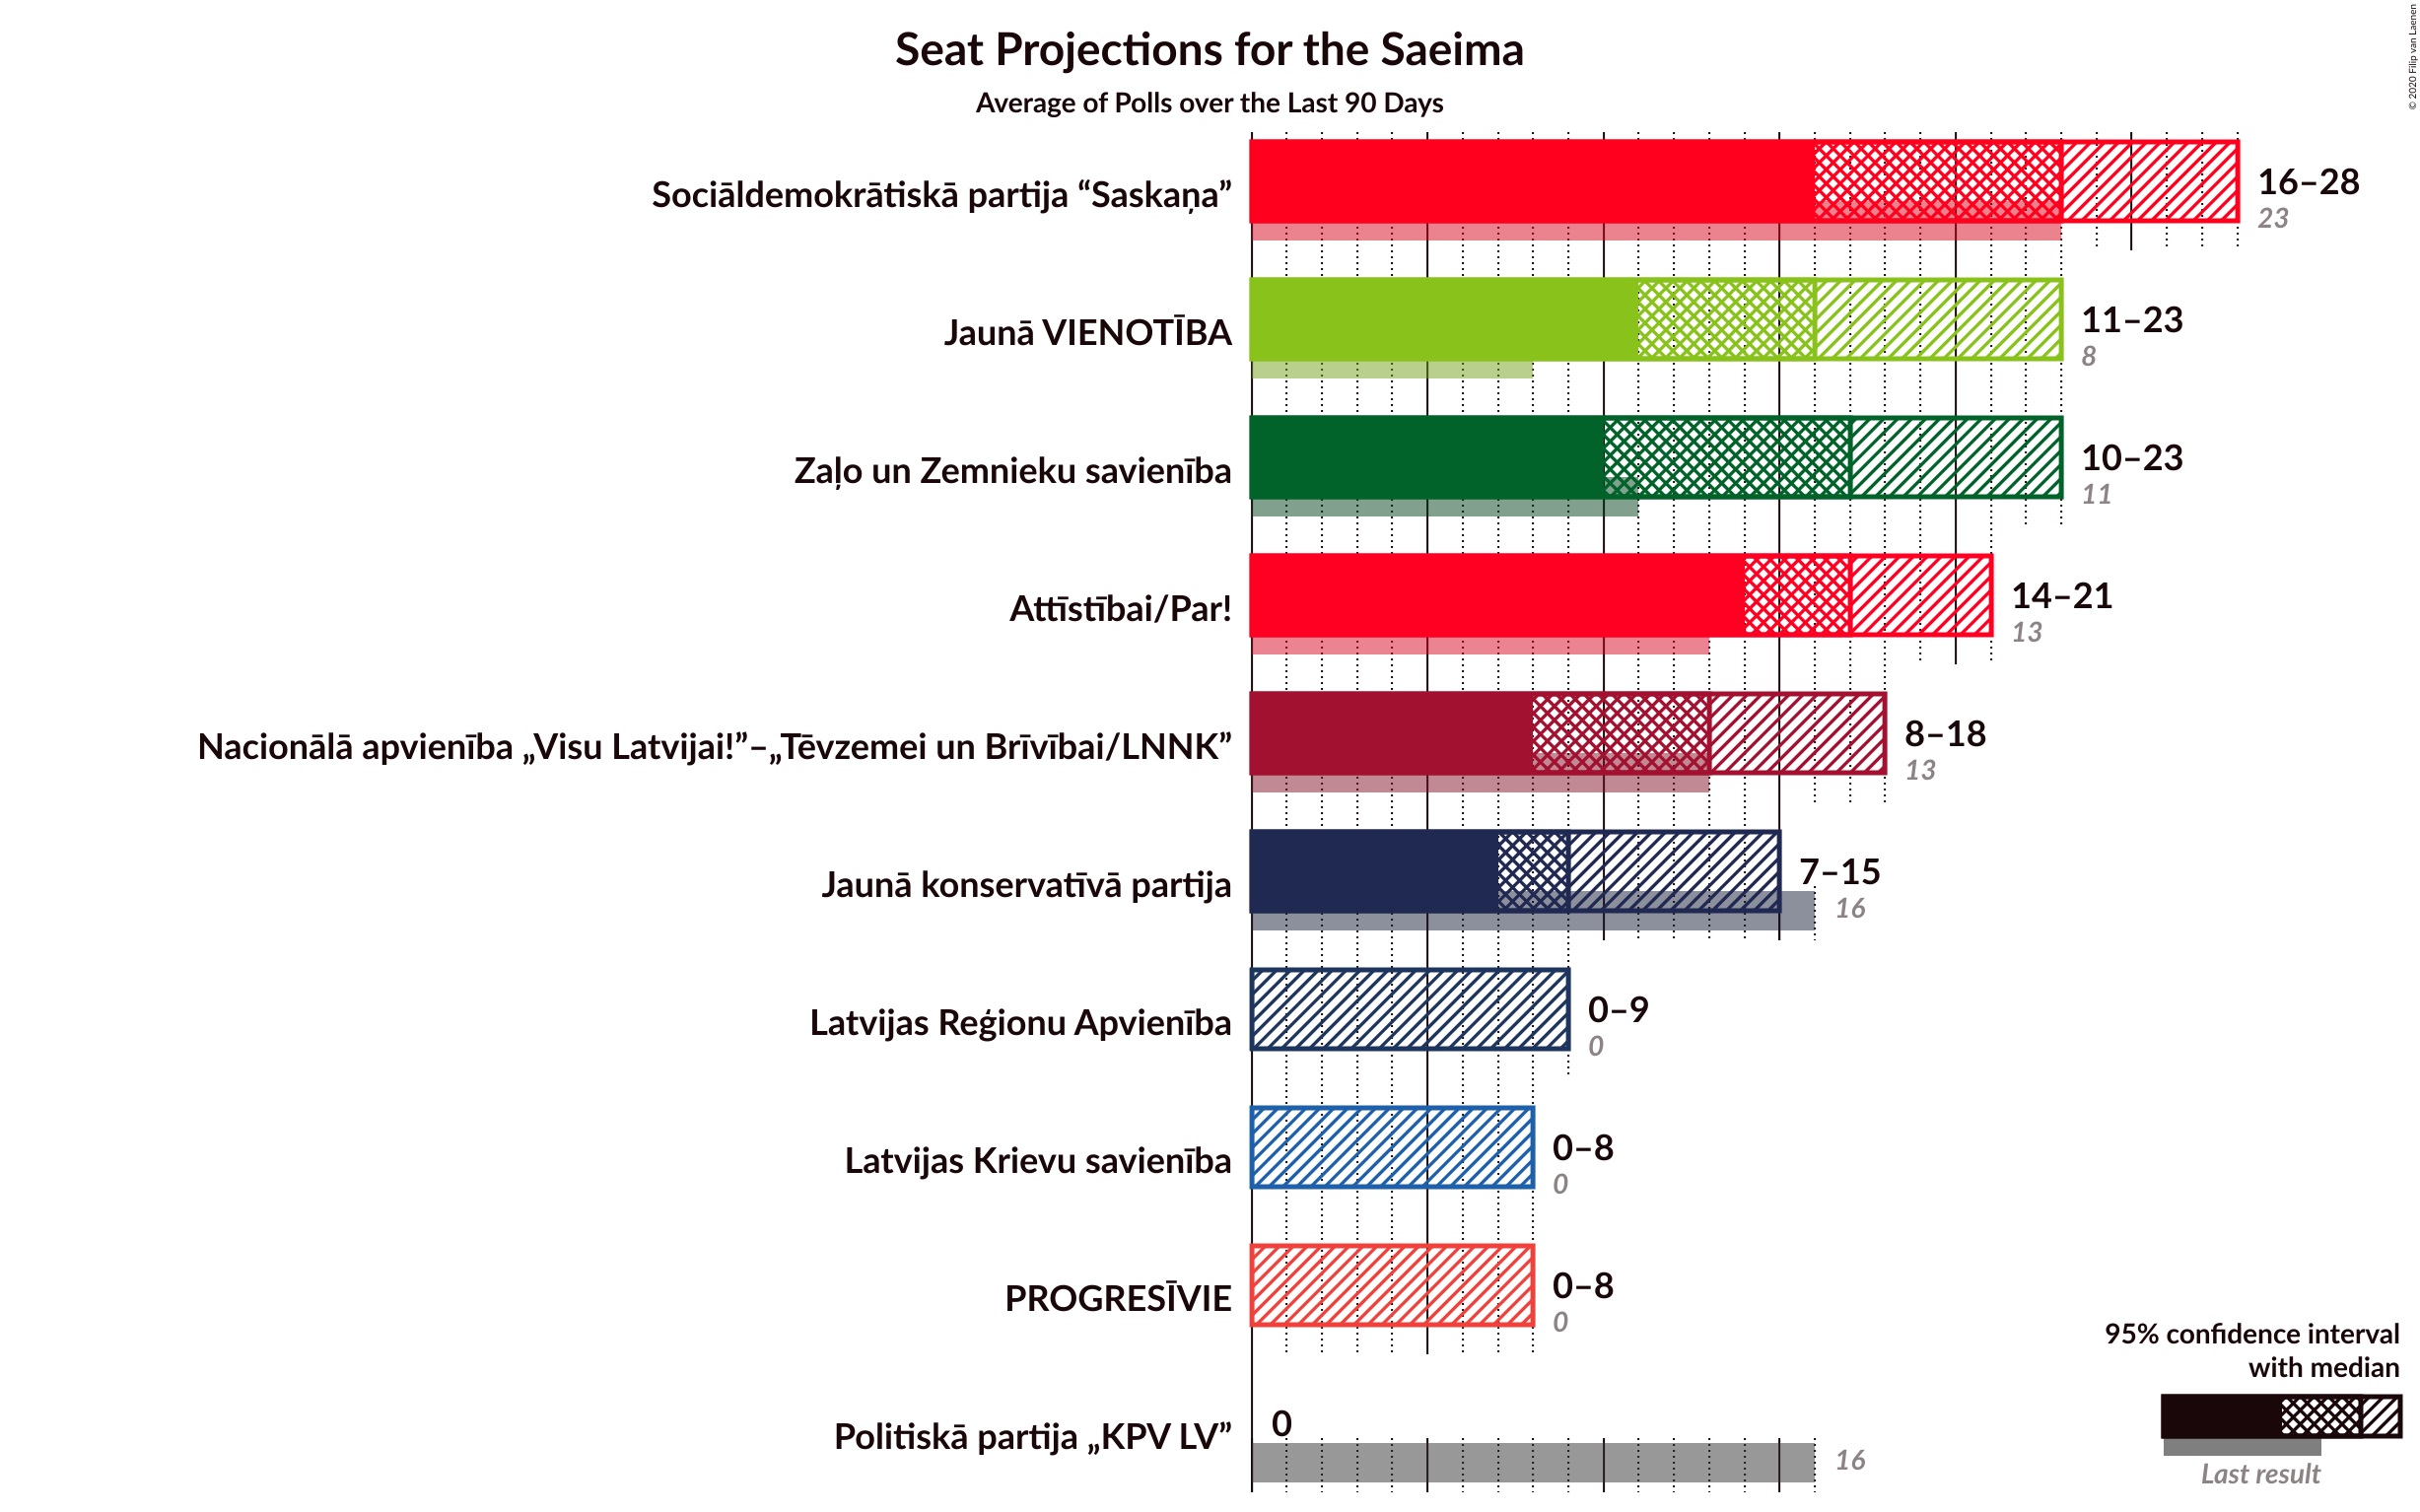 Seat Projections for the Saeima
Average of Polls over the Last 90 Days
© 2020 Filip van Laenen
Sociāldemokrātiskā partija “Saskaņa”
16–28
23
Jaunā VIENOTĪBA
11–23
8
Zaļo un Zemnieku savienība
10–23
11
Attīstībai/Par!
14–21
13
Nacionālā apvienība „Visu Latvijai!”–„Tēvzemei un Brīvībai/LNNK”
8–18
13
Jaunā konservatīvā partija
7–15
16
Latvijas Reģionu Apvienība
0–9
0
Latvijas Krievu savienība
0–8
0
PROGRESĪVIE
0–8
0
Politiskā partija „KPV LV”
0
16
95% confidence interval
with median
Last result